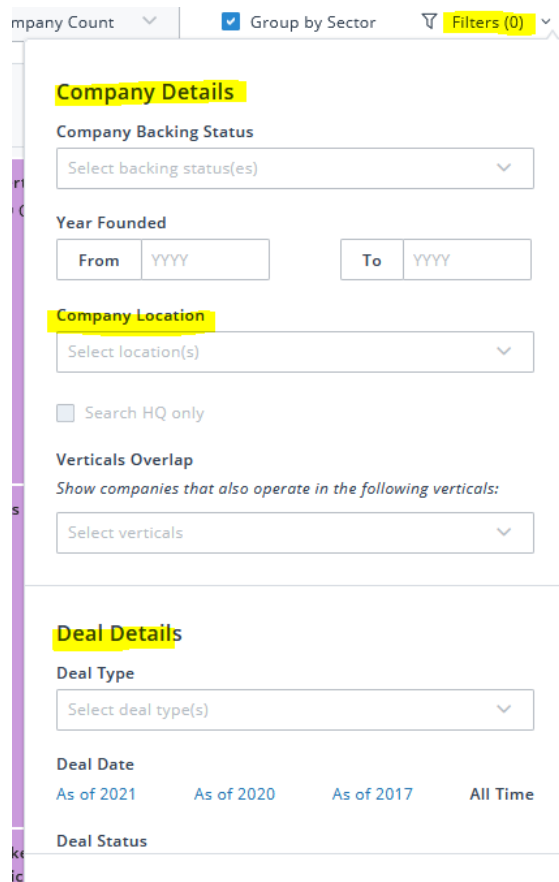 mpany Count
Group by Sector
Filters (0)
Company Details
Company Backing Status
Select backing status(es)
Year Founded
From YYYY To YYYY
Company Location
Select location(s)
Search HQ only
Verticals Overlap
Show companies that also operate in the following verticals:
Select verticals
Deal Details
Deal Type
Select deal type(s)
Deal Date
As of 2021 As of 2020 As of 2017 All Time
Deal Status